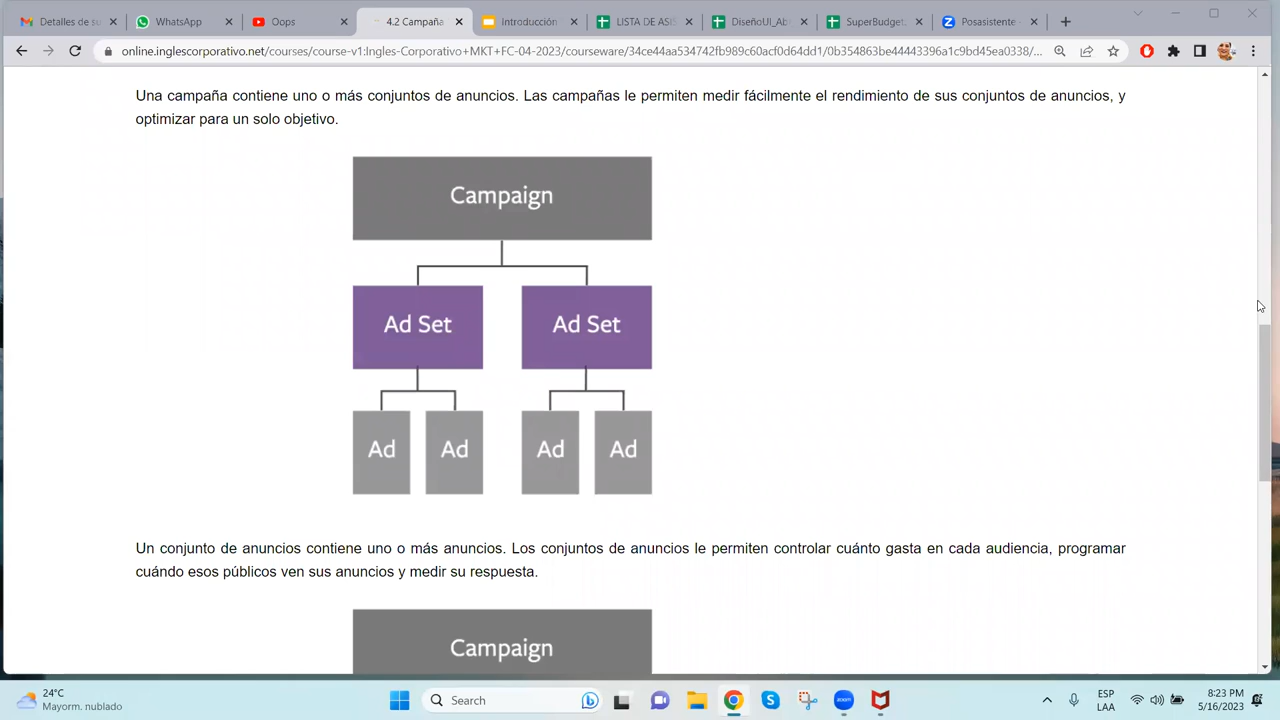 Detalles de su
WhatsApp
Oops
4.2 Campaña
Introducción
LISTA DE ASIS
DiseñoUI_Ab
SuperBudget.
Posasistente
online.inglescorporativo.net/courses/course-v1:Ingles-Corporativo+MKT+FC-04-2023/courseware/34ce44aa534742fb989c60acf0d64dd1/0b354863be44443396a1c9bd45ea0338/...
Una campaña contiene uno o más conjuntos de anuncios. Las campañas le permiten medir fácilmente el rendimiento de sus conjuntos de anuncios, y
optimizar para un solo objetivo.
Campaign
Ad Set Ad Set
Ad Ad Ad Ad
Un conjunto de anuncios contiene uno o más anuncios. Los conjuntos de anuncios le permiten controlar cuánto gasta en cada audiencia, programar
cuándo esos públicos ven sus anuncios y medir su respuesta.
Campaign
24°C
Mayorm. nublado
Search
ESP
LAA
8:23 PM
5/16/2023